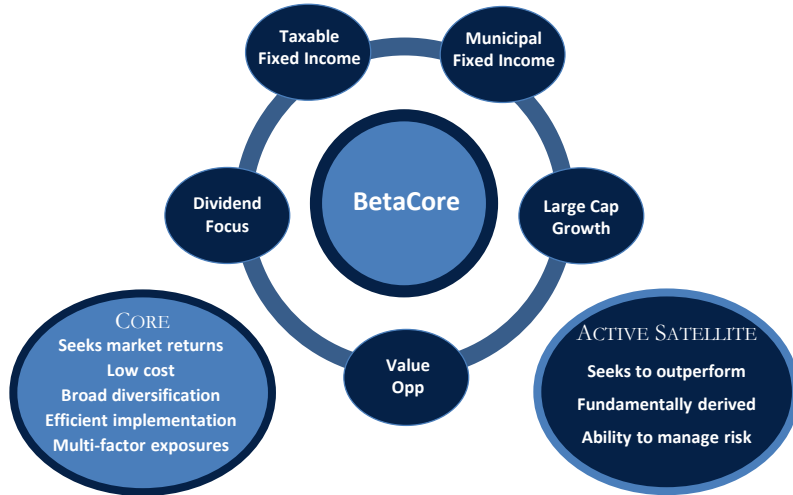 Taxable
Fixed Income
Municipal
Fixed Income
BetaCore
Dividend
Focus
Large Cap
Growth
Value
Opp
CORE
Seeks market returns
Low cost
Broad diversification
Efficient implementation
Multi-factor exposures
ACTIVE SATELLITE
Seeks to outperform
Fundamentally derived
Ability to manage risk